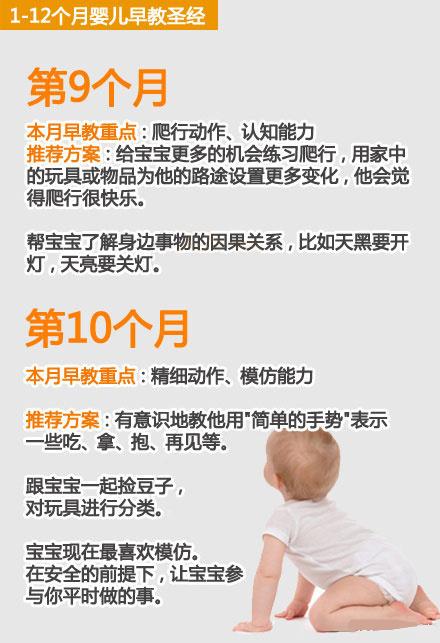 1-12个月婴儿早教圣经
第9个月
本月早教重点：爬行动作、认知能力
推荐方案：给宝宝更多的机会练习爬行，用家中
的玩具或物品为他的路途设置更多变化，他会觉
得爬行很快乐。
帮宝宝了解身边事物的因果关系，比如天黑要开
灯，天亮要关灯。
第10个月
本月早教重点：精细动作、模仿能力
推荐方案：有意识地教他用"简单的手势"表示
一些吃、拿、抱、再见等。
跟宝宝一起捡豆子，
对玩具进行分类。
宝宝现在最喜欢模仿。
在安全的前提下，让宝宝参
与你平时做的事。